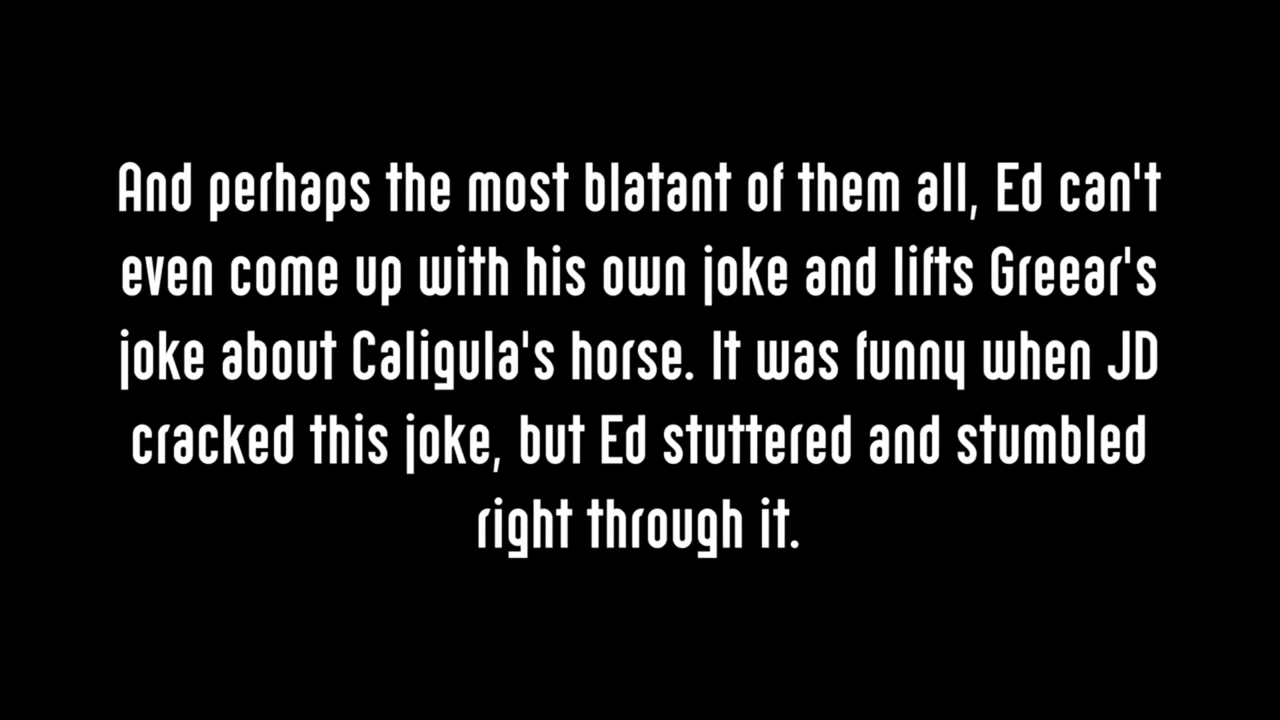 And perhaps the most blatant of them all, Ed can't
even come up with his own joke and lifts Greear's
joke about Caligula's horse. It was funny when JD
cracked this joke, but Ed stuttered and stumbled
right through it.